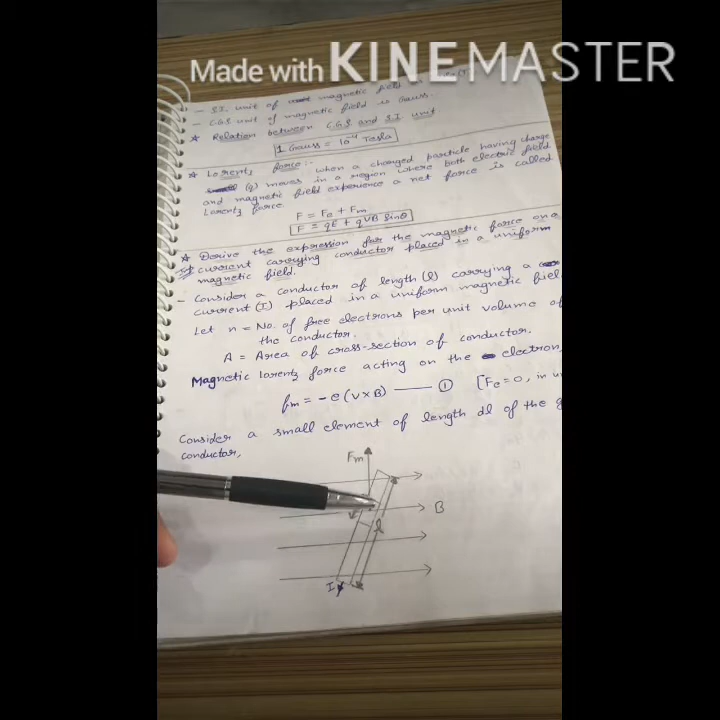 Made with KINEMASTER
- S.I. unit of magnetic field
- C.G.S unit of magnetic field is Gauss.
* Relation between C.G.S and S.I unit
1 Gauss = 10⁻⁴ Tesla
* Lorentz force :- When a charged particle having charge
(q) moves in a region where both electric field
and magnetic field experience a net force is called
Lorentz force
F = Fe + Fm
F = qE + qVB Sinθ
* Derive the expression for the magnetic force on a
current carrying conductor placed in a uniform
magnetic field.
- Consider a conductor of length (l) carrying a
current (I) placed in a uniform magnetic fiel
Let n = No. of free electrons per unit volume of
the conductor.
A = Area of cross-section of conductor.
Magnetic lorentz force acting on the electron,
fm = -e (V×B) —— ① [Fe=0, in u
Consider a small element of length dl of the g
conductor,
Fm
B
l
I